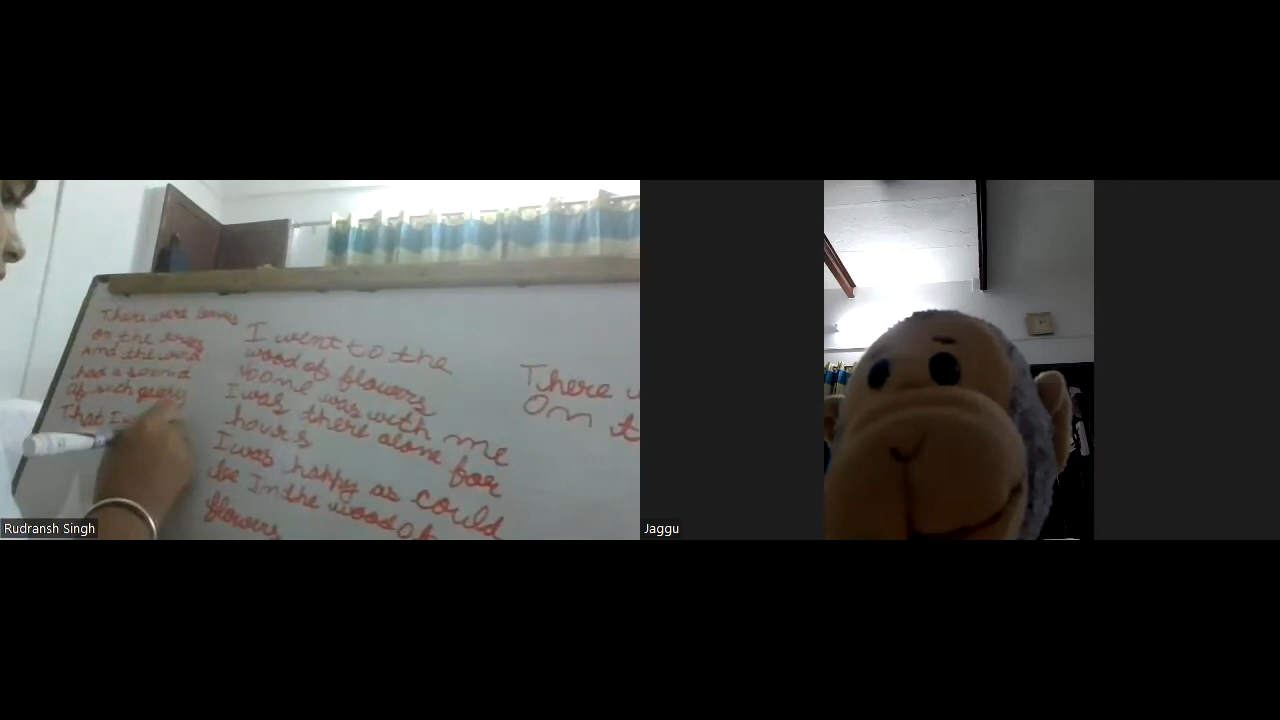 There were leaves
on the trees
And the wind
had a sound
Of such
That I
I went to the
wood of flowers
No one was with me
I was there alone for
hours
I was happy as could
be In the wood Of
flowers
There
On
Rudransh Singh
Jaggu